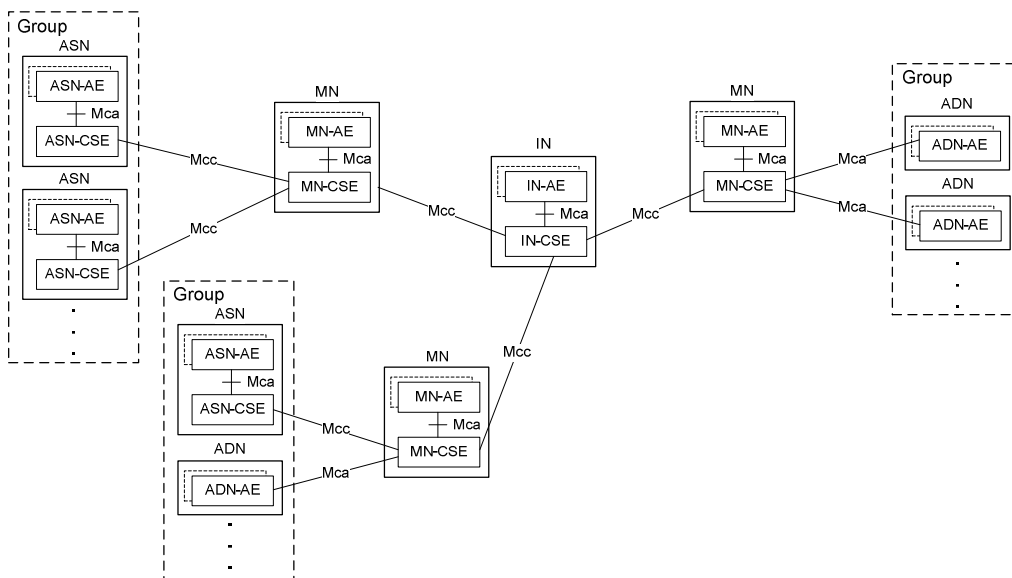 Group
ASN
ASN-AE
Mca
ASN-CSE
ASN
ASN-AE
Mca
ASN-CSE
Mcc
Mcc
MN
MN-AE
Mca
MN-CSE
Mcc
IN
IN-AE
Mca
IN-CSE
Mcc
MN
MN-AE
Mca
MN-CSE
Mca
Mca
Group
ADN
ADN-AE
ADN
ADN-AE
Group
ASN
ASN-AE
Mca
ASN-CSE
ADN
ADN-AE
Mcc
Mca
MN
MN-AE
Mca
MN-CSE
Mcc